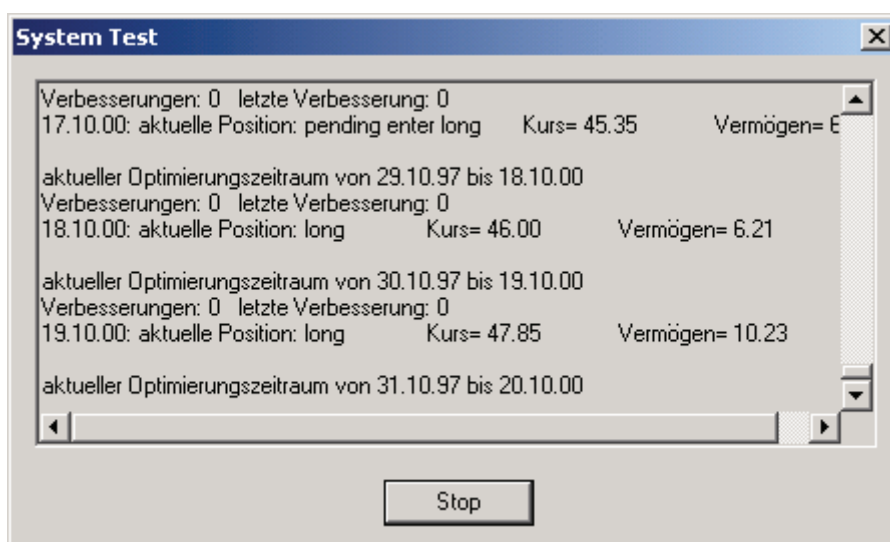 System Test
Verbesserungen: 0 letzte Verbesserung: 0
17.10.00: aktuelle Position: pending enter long Kurs= 45.35 Vermögen=
aktueller Optimierungszeitraum von 29.10.97 bis 18.10.00
Verbesserungen: 0 letzte Verbesserung: 0
18.10.00: aktuelle Position: long Kurs= 46.00 Vermögen= 6.21
aktueller Optimierungszeitraum von 30.10.97 bis 19.10.00
Verbesserungen: 0 letzte Verbesserung: 0
19.10.00: aktuelle Position: long Kurs= 47.85 Vermögen= 10.23
aktueller Optimierungszeitraum von 31.10.97 bis 20.10.00
Stop